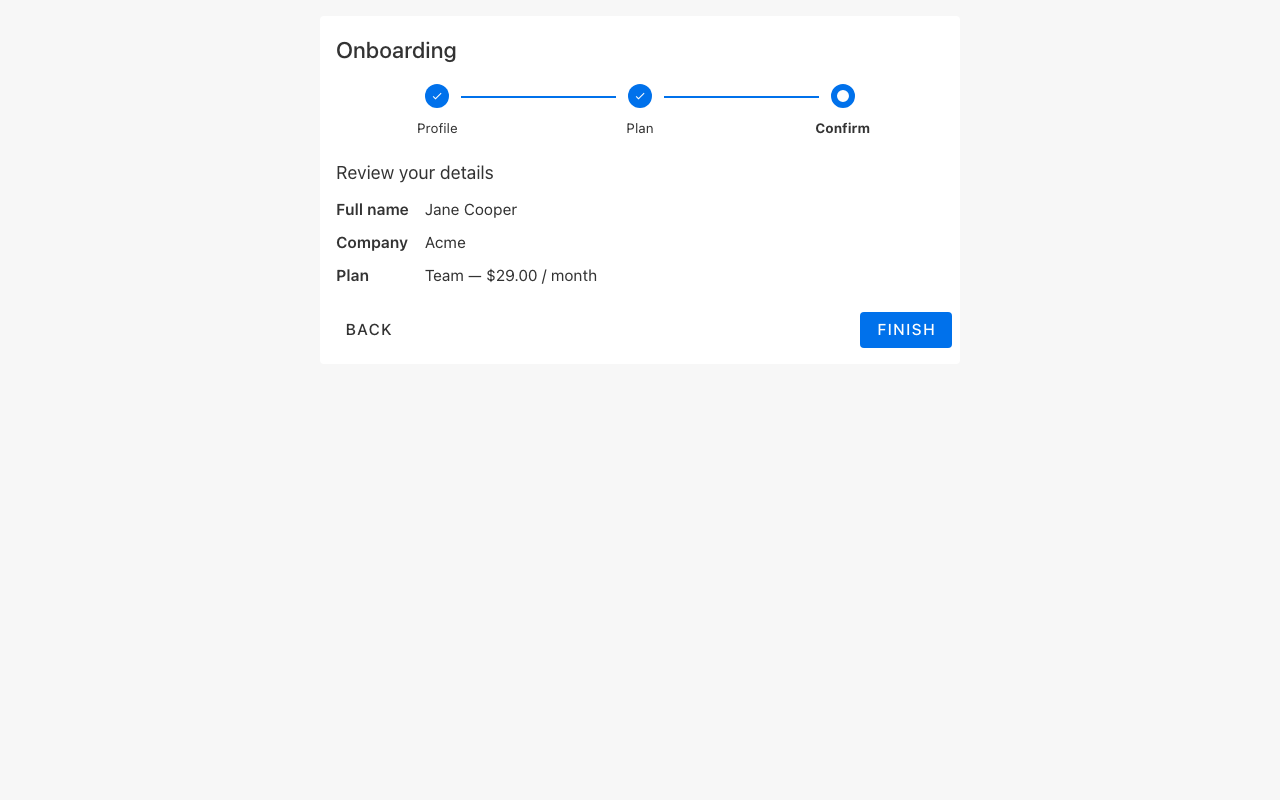 Onboarding
Profile Plan Confirm
Review your details
Full name Jane Cooper
Company Acme
Plan Team — $29.00 / month
BACK FINISH